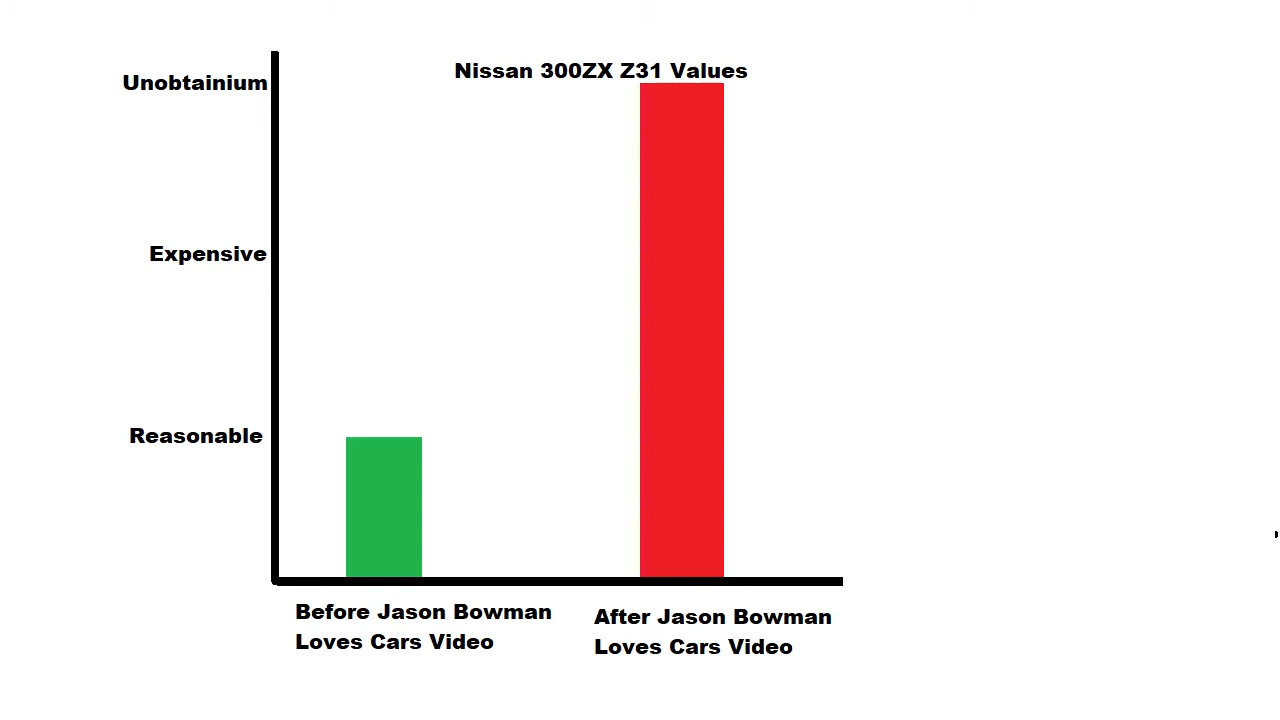 Nissan 300ZX Z31 Values
Unobtainium
Expensive
Reasonable
Before Jason Bowman
Loves Cars Video
After Jason Bowman
Loves Cars Video